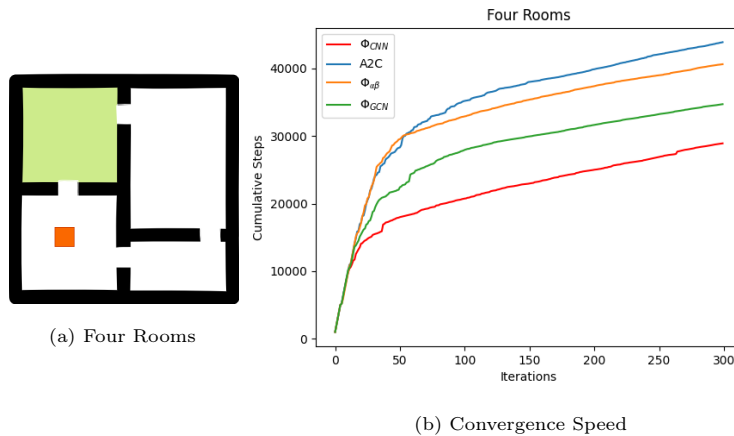 Four Rooms
Φ_CNN
A2C
Φ_αβ
Φ_GCN
Cumulative Steps
40000
30000
20000
10000
0
0 50 100 150 200 250 300
Iterations
(a) Four Rooms
(b) Convergence Speed